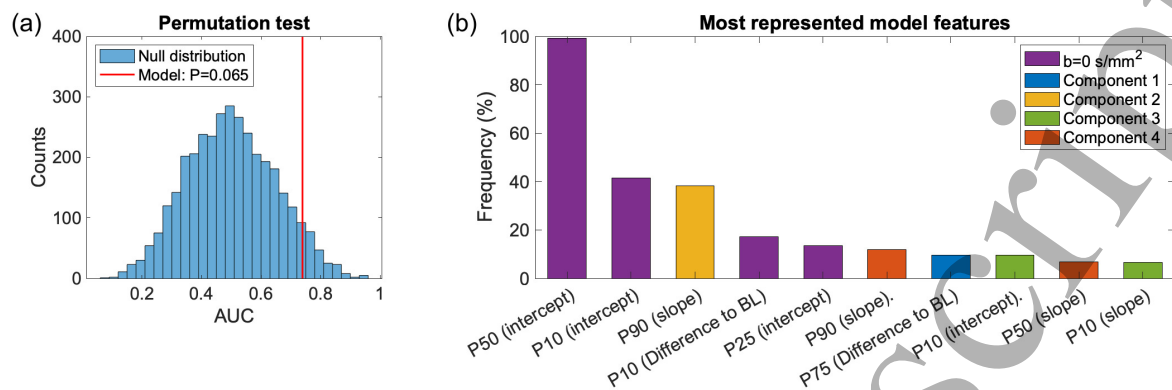 (a)
Permutation test
400
300
200
100
0
Counts
Null distribution
Model: P=0.065
0.2
0.4
0.6
0.8
1
AUC
(b)
Most represented model features
100
80
60
40
20
0
Frequency (%)
b=0 s/mm²
Component 1
Component 2
Component 3
Component 4
P50 (intercept)
P10 (intercept)
P90 (slope)
P10 (Difference to BL)
P25 (intercept)
P90 (slope).
P75 (Difference to BL)
P10 (intercept).
P50 (slope)
P10 (slope)
scrip